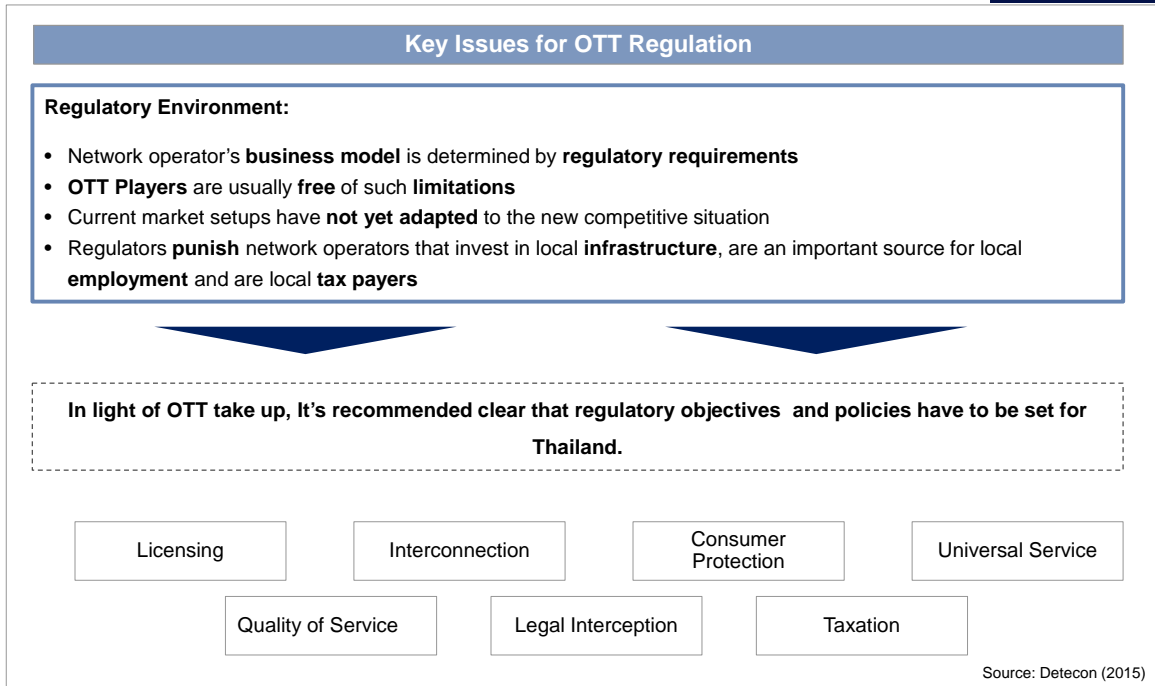 Key Issues for OTT Regulation
Regulatory Environment:
• Network operator's business model is determined by regulatory requirements
• OTT Players are usually free of such limitations
• Current market setups have not yet adapted to the new competitive situation
• Regulators punish network operators that invest in local infrastructure, are an important source for local
employment and are local tax payers
In light of OTT take up, It's recommended clear that regulatory objectives  and policies have to be set for
Thailand.
Licensing
Interconnection
Consumer
Protection
Universal Service
Quality of Service
Legal Interception
Taxation
Source: Detecon (2015)